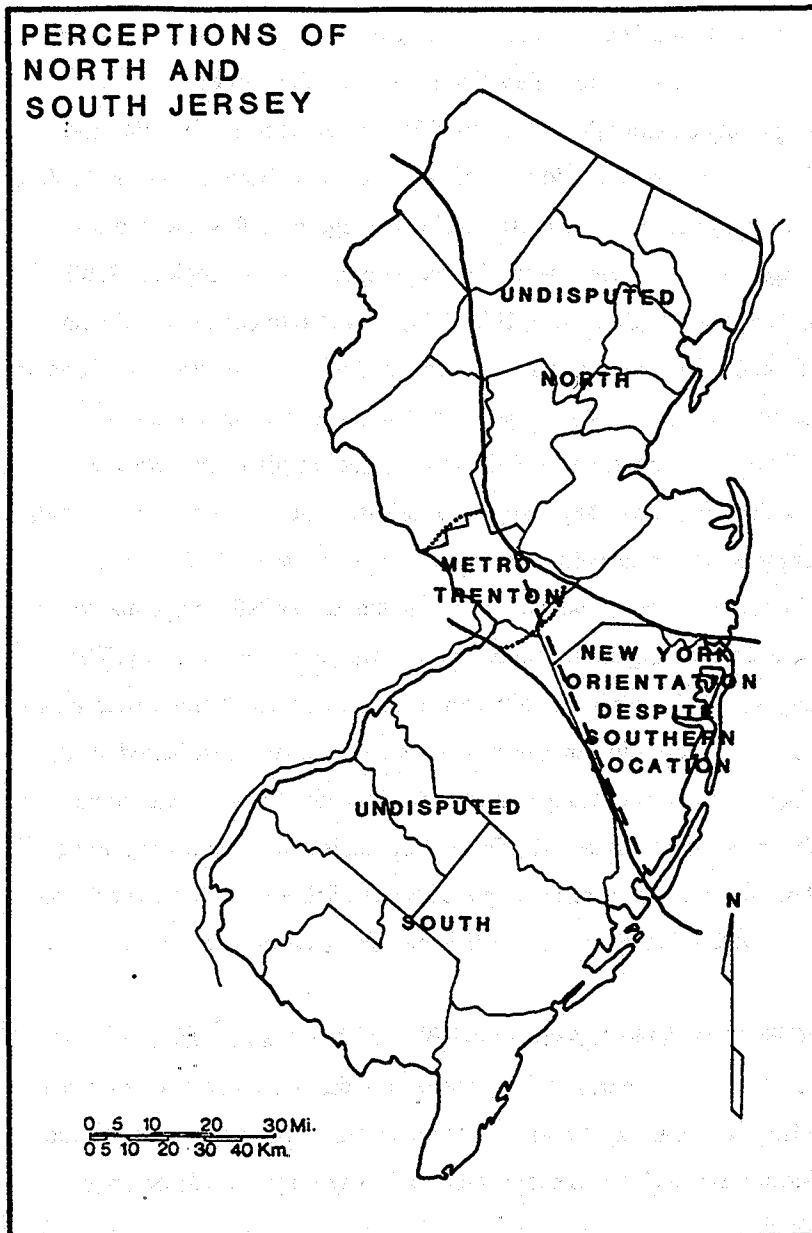 PERCEPTIONS OF
NORTH AND
SOUTH JERSEY
UNDISPUTED
NORTH
METRO
TRENTON
NEW YORK
ORIENTATION
DESPITE
SOUTHERN
LOCATION
UNDISPUTED
SOUTH
N
0 5 10 20 30 Mi.
0 5 10 20 30 40 Km.